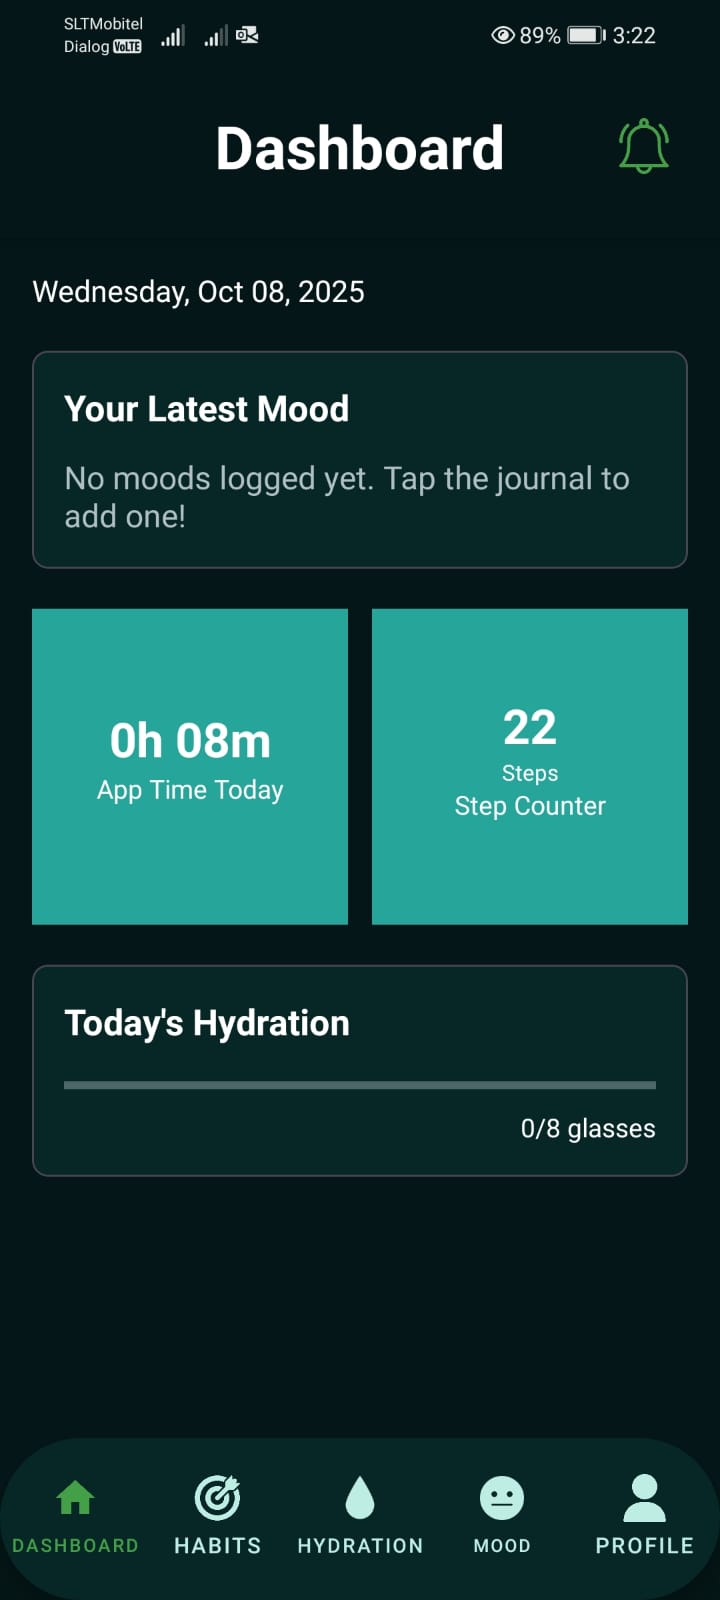 SLTMobitel
Dialog VoLTE
89% 3:22
Dashboard
Wednesday, Oct 08, 2025
Your Latest Mood
No moods logged yet. Tap the journal to
add one!
0h 08m
App Time Today
22
Steps
Step Counter
Today's Hydration
0/8 glasses
DASHBOARD HABITS HYDRATION MOOD PROFILE